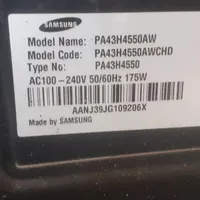 SAMSUNG
Model Name: PA43H4550AW
Model Code: PA43H4550AWCHD
Type No: PA43H4550
AC100-240V 50/60Hz 175W
AANJ39JG109206X
Made by SAMSUNG